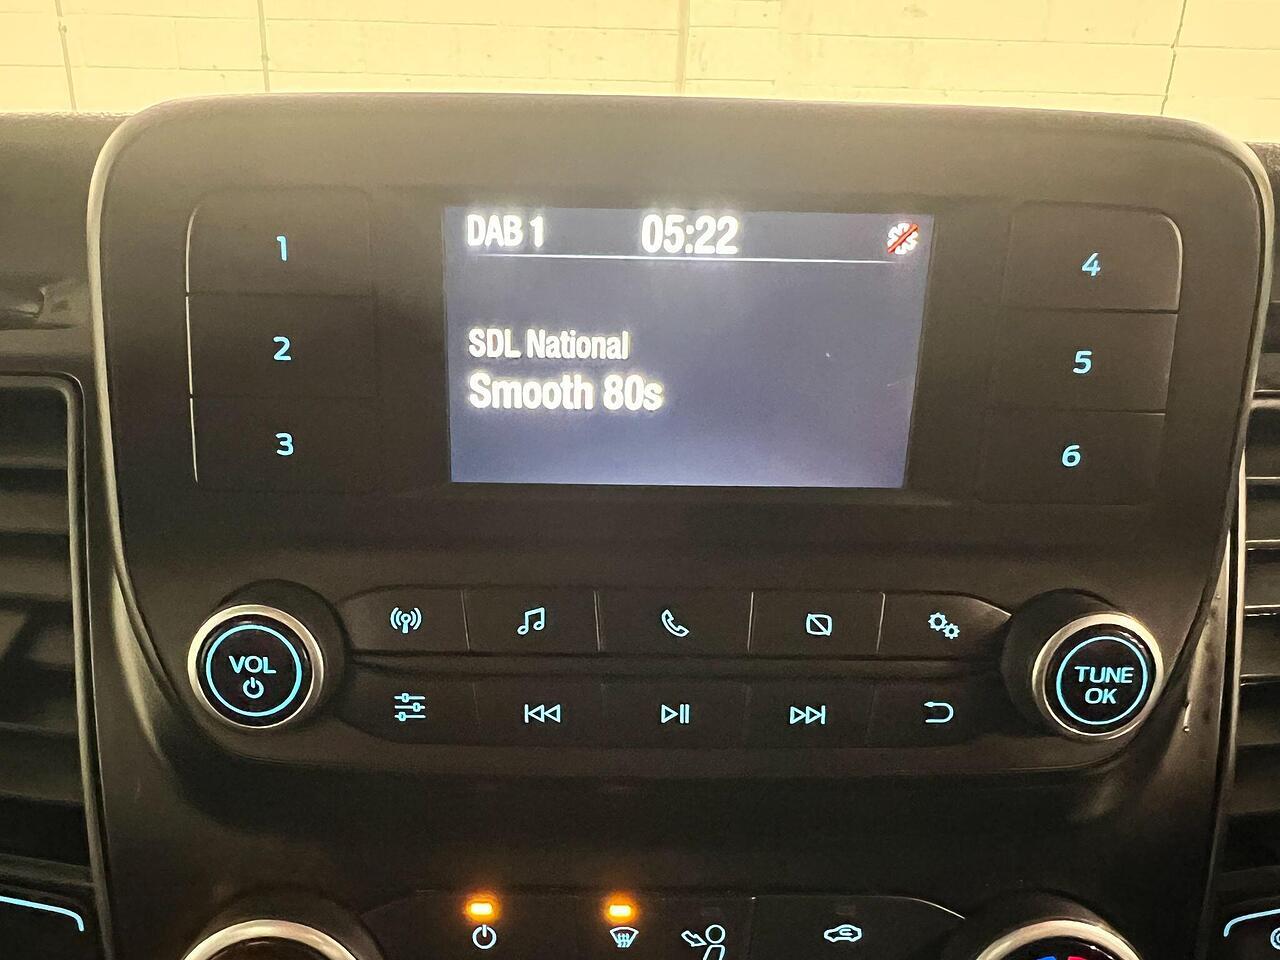 DAB 1 05:22
SDL National
Smooth 80s
1
2
3
4
5
6
VOL
TUNE
OK